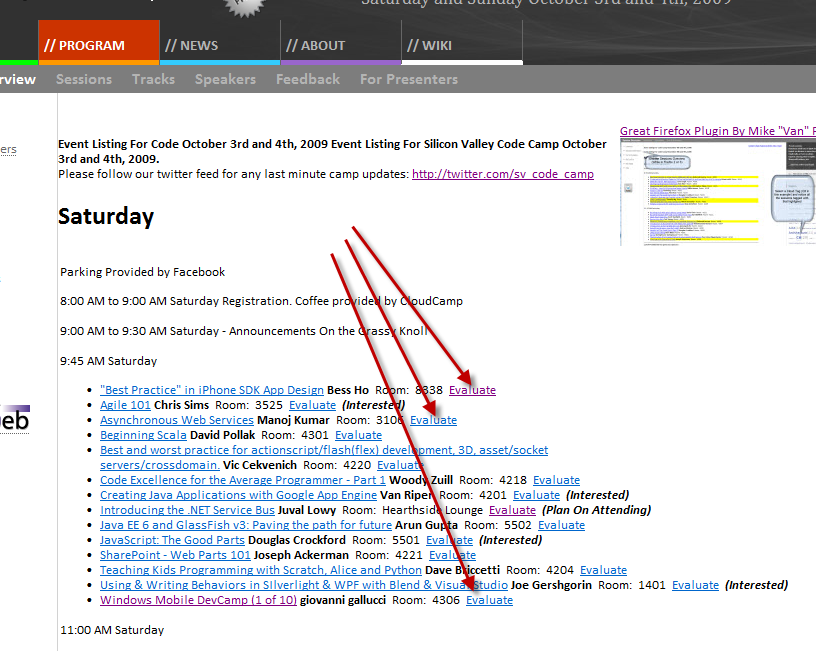 Saturday and Sunday October 3rd and 4th, 2009
// PROGRAM // NEWS // ABOUT // WIKI
rview Sessions Tracks Speakers Feedback For Presenters
Great Firefox Plugin By Mike "Van"
ers
Event Listing For Code October 3rd and 4th, 2009 Event Listing For Silicon Valley Code Camp October
3rd and 4th, 2009.
Please follow our twitter feed for any last minute camp updates: http://twitter.com/sv_code_camp
Saturday
Parking Provided by Facebook
8:00 AM to 9:00 AM Saturday Registration. Coffee provided by CloudCamp
9:00 AM to 9:30 AM Saturday - Announcements On the Grassy Knoll
9:45 AM Saturday
"Best Practice" in iPhone SDK App Design Bess Ho Room: 8338 Evaluate
Agile 101 Chris Sims Room: 3525 Evaluate (Interested)
Asynchronous Web Services Manoj Kumar Room: 3106 Evaluate
eb
Beginning Scala David Pollak Room: 4301 Evaluate
Best and worst practice for actionscript/flash(flex) development, 3D, asset/socket
servers/crossdomain. Vic Cekvenich Room: 4220 Evaluate
Code Excellence for the Average Programmer - Part 1 Woody Zuill Room: 4218 Evaluate
Creating Java Applications with Google App Engine Van Riper Room: 4201 Evaluate (Interested)
Introducing the .NET Service Bus Juval Lowy Room: Hearthside Lounge Evaluate (Plan On Attending)
Java EE 6 and GlassFish v3: Paving the path for future Arun Gupta Room: 5502 Evaluate
JavaScript: The Good Parts Douglas Crockford Room: 5501 Evaluate (Interested)
SharePoint - Web Parts 101 Joseph Ackerman Room: 4221 Evaluate
Teaching Kids Programming with Scratch, Alice and Python Dave Briccetti Room: 4204 Evaluate
Using & Writing Behaviors in SIlverlight & WPF with Blend & Visual Studio Joe Gershgorin Room: 1401 Evaluate (Interested)
Windows Mobile DevCamp (1 of 10) giovanni gallucci Room: 4306 Evaluate
11:00 AM Saturday